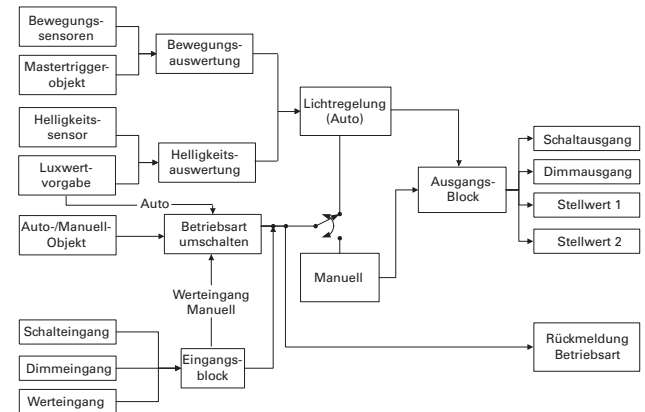 Bewegungs-
sensoren
Mastertrigger-
objekt
Bewegungs-
auswertung
Helligkeits-
sensor
Luxwert-
vorgabe
Helligkeits-
auswertung
Lichtregelung
(Auto)
Auto
Auto-/Manuell-
Objekt
Betriebsart
umschalten
Manuell
Ausgangs-
Block
Schaltausgang
Dimmausgang
Stellwert 1
Stellwert 2
Werteingang
Manuell
Schalteingang
Dimmeingang
Werteingang
Eingangs-
block
Rückmeldung
Betriebsart